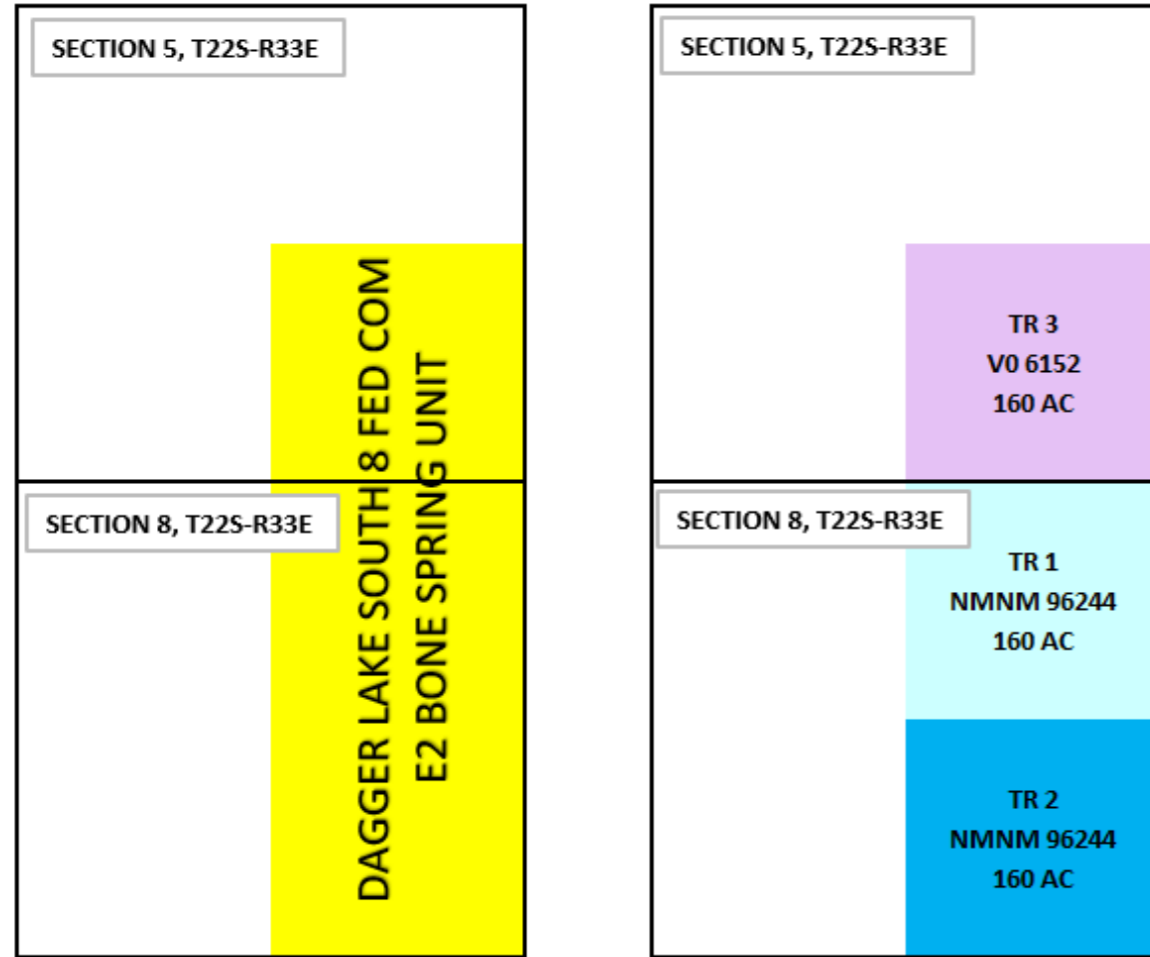 SECTION 5, T22S-R33E
DAGGER LAKE SOUTH 8 FED COM
E2 BONE SPRING UNIT
SECTION 8, T22S-R33E
SECTION 5, T22S-R33E
TR 3
V0 6152
160 AC
SECTION 8, T22S-R33E
TR 1
NMNM 96244
160 AC
TR 2
NMNM 96244
160 AC